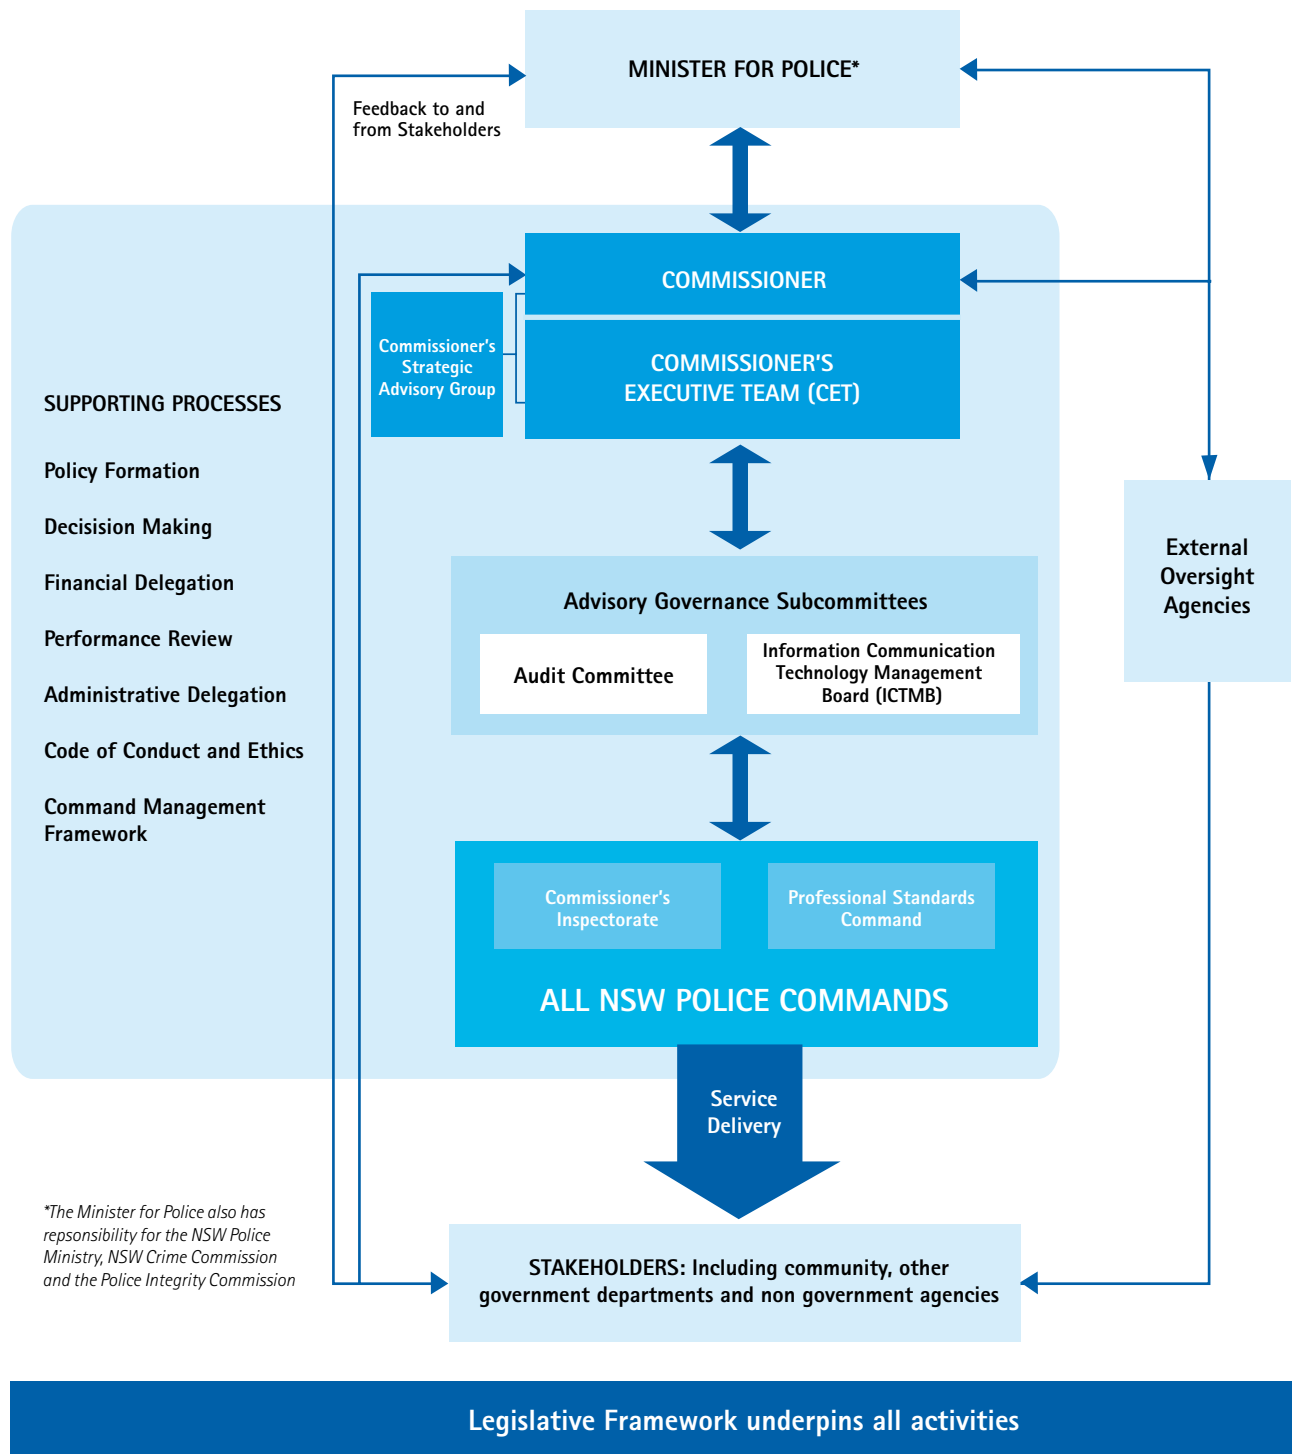 MINISTER FOR POLICE*
Feedback to and
from Stakeholders
COMMISSIONER
Commissioner's
Strategic
Advisory Group
COMMISSIONER'S
EXECUTIVE TEAM (CET)
SUPPORTING PROCESSES
Policy Formation
Decisision Making
Financial Delegation
Performance Review
Administrative Delegation
Code of Conduct and Ethics
Command Management
Framework
External
Oversight
Agencies
Advisory Governance Subcommittees
Audit Committee
Information Communication
Technology Management
Board (ICTMB)
Commissioner's
Inspectorate
Professional Standards
Command
ALL NSW POLICE COMMANDS
Service
Delivery
*The Minister for Police also has
repsonsibility for the NSW Police
Ministry, NSW Crime Commission
and the Police Integrity Commission
STAKEHOLDERS: Including community, other
government departments and non government agencies
Legislative Framework underpins all activities